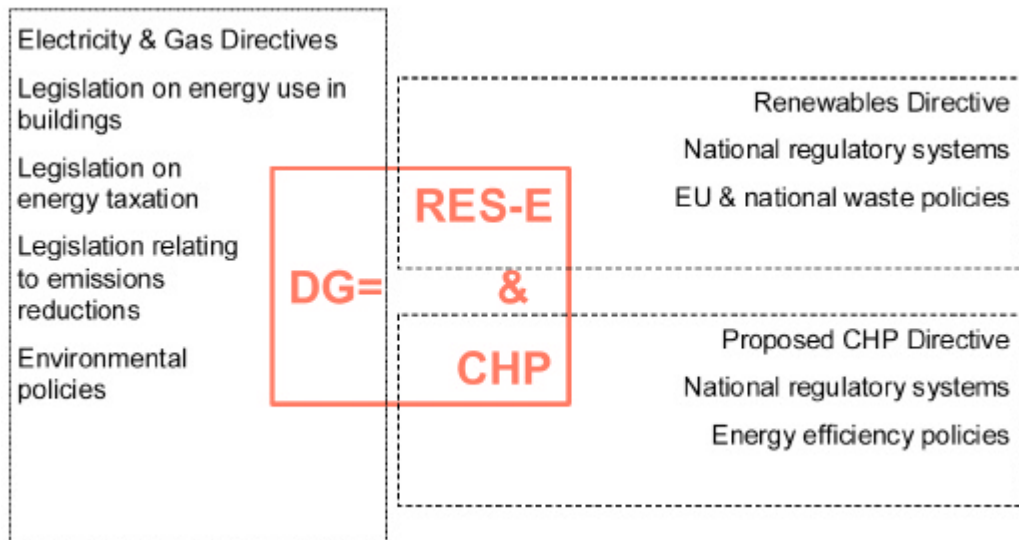 Electricity & Gas Directives
Legislation on energy use in
buildings
Legislation on
energy taxation
Legislation relating
to emissions
reductions
Environmental
policies
DG=
RES-E
&
CHP
Renewables Directive
National regulatory systems
EU & national waste policies
Proposed CHP Directive
National regulatory systems
Energy efficiency policies